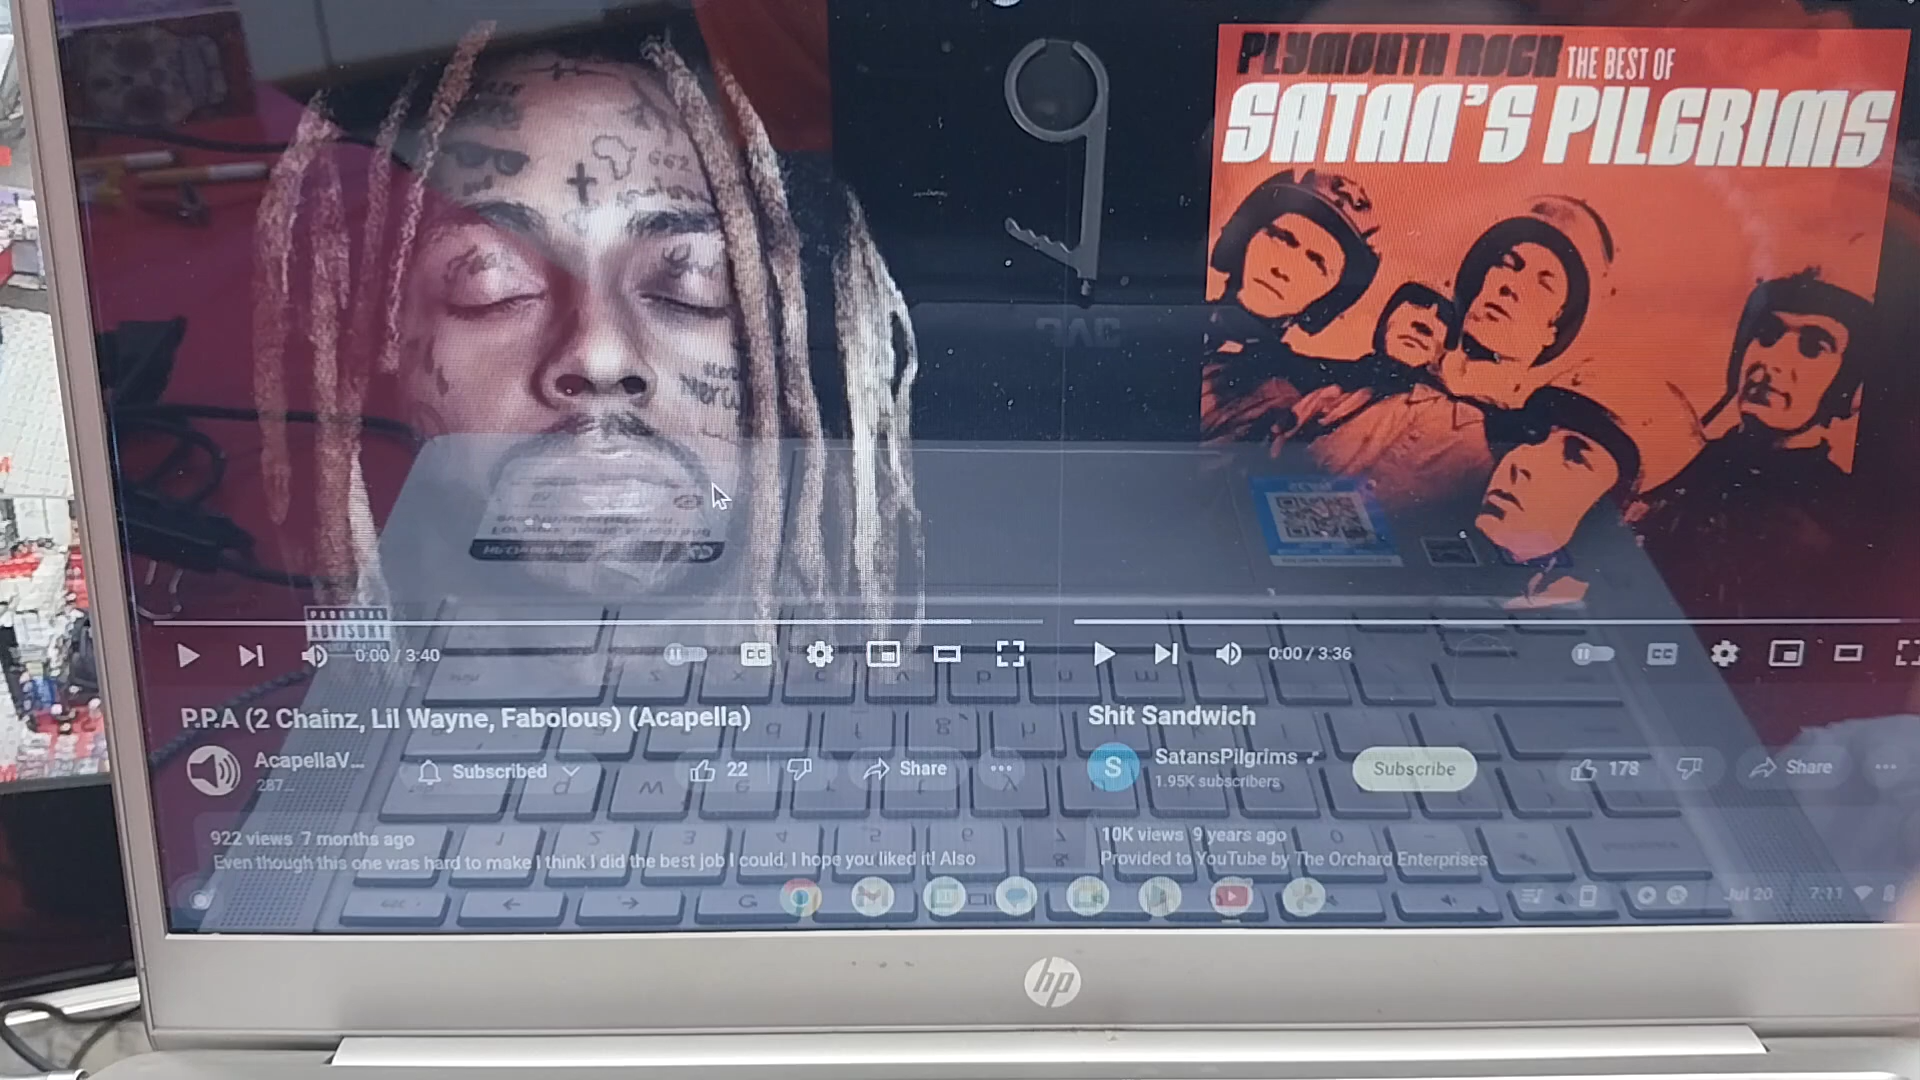 PLYMOUTH ROCK THE BEST OF
SATAN'S PILGRIMS
PARENTAL
ADVISORY
0:00 / 3:40
CC
0:00 / 3:36
CC
P.P.A (2 Chainz, Lil Wayne, Fabolous) (Acapella)
AcapellaV...
287...
Subscribed
22
Share
922 views 7 months ago
Even though this one was hard to make I think I did the best job I could, I hope you liked it! Also
Shit Sandwich
S
SatansPilgrims
1.95K subscribers
Subscribe
178
Share
10K views 9 years ago
Provided to YouTube by The Orchard Enterprises
Jul 20
7:11
hp